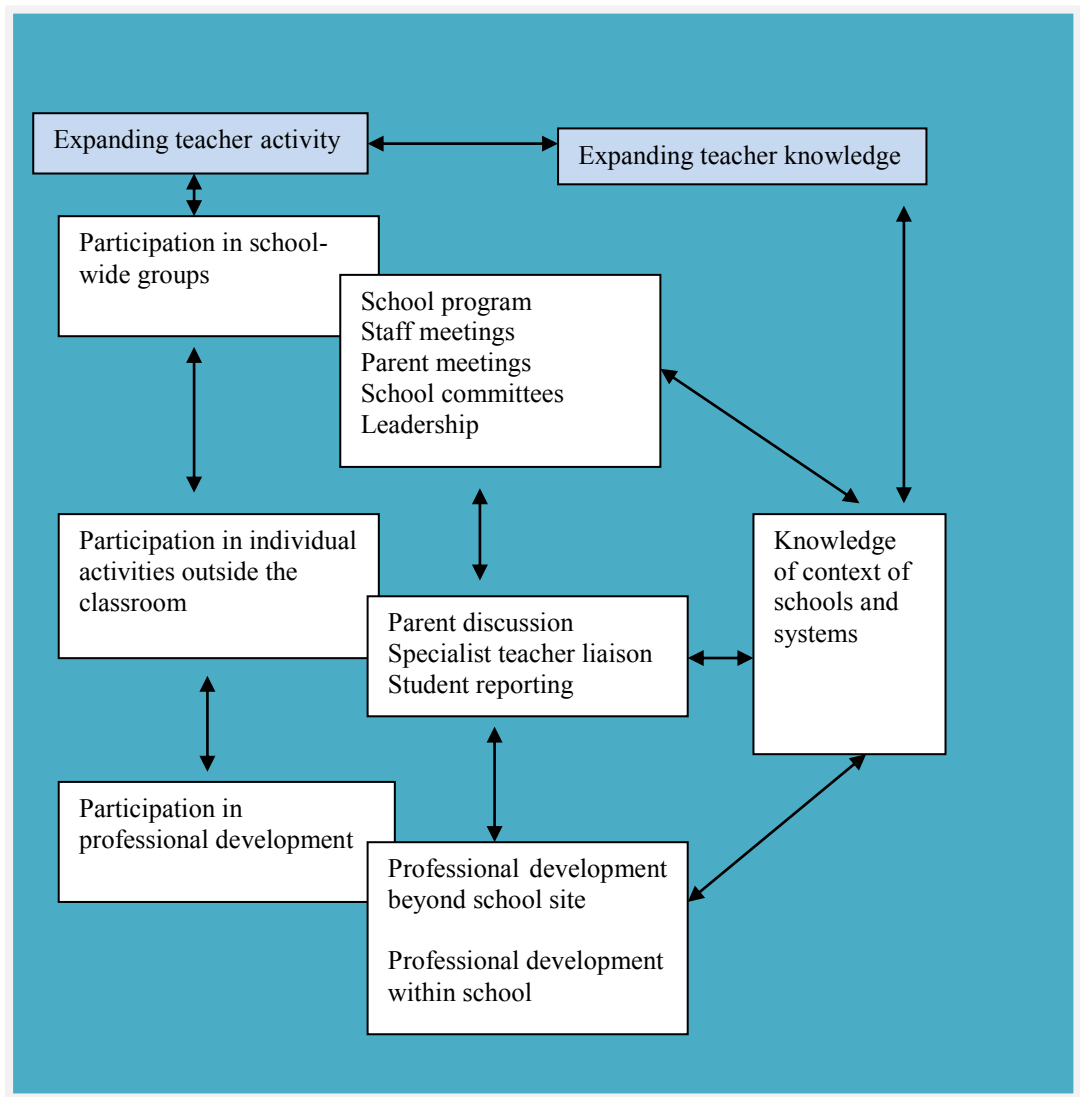 Expanding teacher activity
Expanding teacher knowledge
Participation in school-
wide groups
School program
Staff meetings
Parent meetings
School committees
Leadership
Participation in individual
activities outside the
classroom
Parent discussion
Specialist teacher liaison
Student reporting
Knowledge
of context of
schools and
systems
Participation in
professional development
Professional development
beyond school site
Professional development
within school